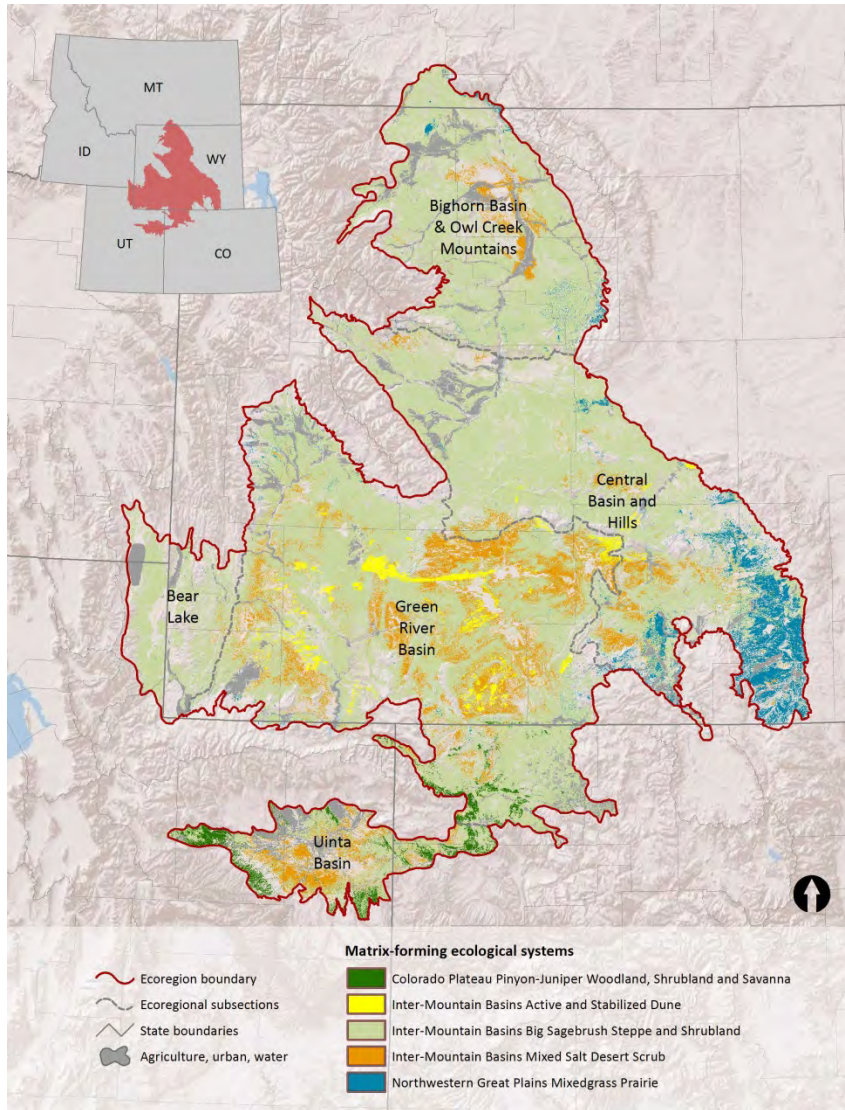 MT
ID
WY
UT
CO
Bighorn Basin
& Owl Creek
Mountains
Central
Basin and
Hills
Bear
Lake
Green
River
Basin
Uinta
Basin
Matrix-forming ecological systems
Ecoregion boundary
Ecoregional subsections
State boundaries
Agriculture, urban, water
Colorado Plateau Pinyon-Juniper Woodland, Shrubland and Savanna
Inter-Mountain Basins Active and Stabilized Dune
Inter-Mountain Basins Big Sagebrush Steppe and Shrubland
Inter-Mountain Basins Mixed Salt Desert Scrub
Northwestern Great Plains Mixedgrass Prairie